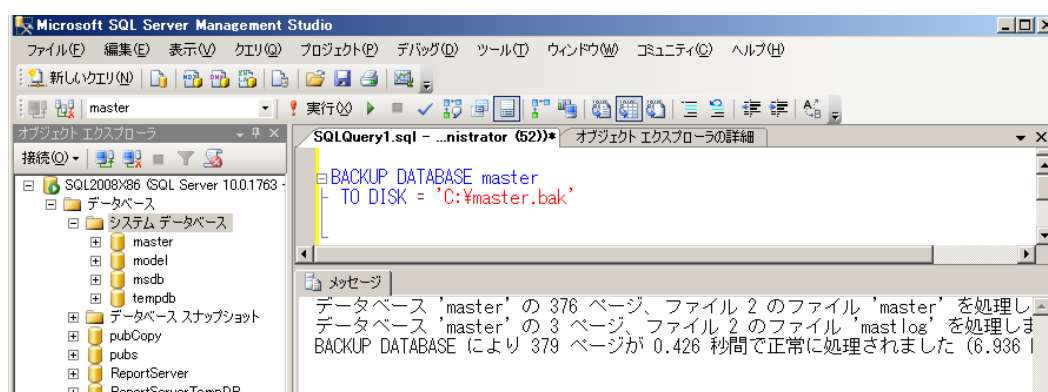 Microsoft SQL Server Management Studio
ファイル(F) 編集(E) 表示(V) クエリ(Q) プロジェクト(P) デバッグ(D) ツール(T) ウィンドウ(W) コミュニティ(C) ヘルプ(H)
新しいクエリ(N)
master 実行(X)
オブジェクト エクスプローラ
接続(O)
SQL2008X86 (SQL Server 10.0.1763 -
データベース
システム データベース
master
model
msdb
tempdb
データベース スナップショット
pubCopy
pubs
ReportServer
ReportServerTempDB
SQLQuery1.sql - ...nistrator (52))* オブジェクト エクスプローラの詳細
BACKUP DATABASE master
TO DISK = 'C:¥master.bak'
メッセージ
データベース 'master' の 376 ページ、ファイル 2 のファイル 'master' を処理し
データベース 'master' の 3 ページ、ファイル 2 のファイル 'mastlog' を処理しま
BACKUP DATABASE により 379 ページが 0.426 秒間で正常に処理されました (6.936